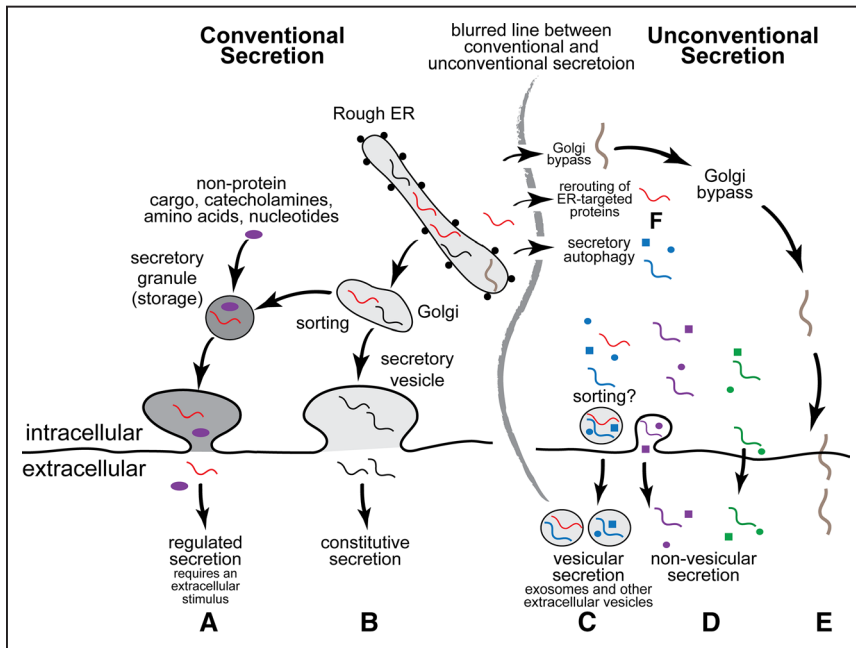 Conventional
Secretion
blurred line between
conventional and
unconventional secretoion
Unconventional
Secretion
Rough ER
non-protein
cargo, catecholamines,
amino acids, nucleotides
secretory
granule
(storage)
sorting
Golgi
secretory
vesicle
Golgi
bypass
rerouting of
ER-targeted
proteins
F
secretory
autophagy
Golgi
bypass
sorting?
intracellular
extracellular
regulated
secretion
requires an
extracellular
stimulus
constitutive
secretion
vesicular
secretion
exosomes and other
extracellular vesicles
non-vesicular
secretion
A
B
C
D
E